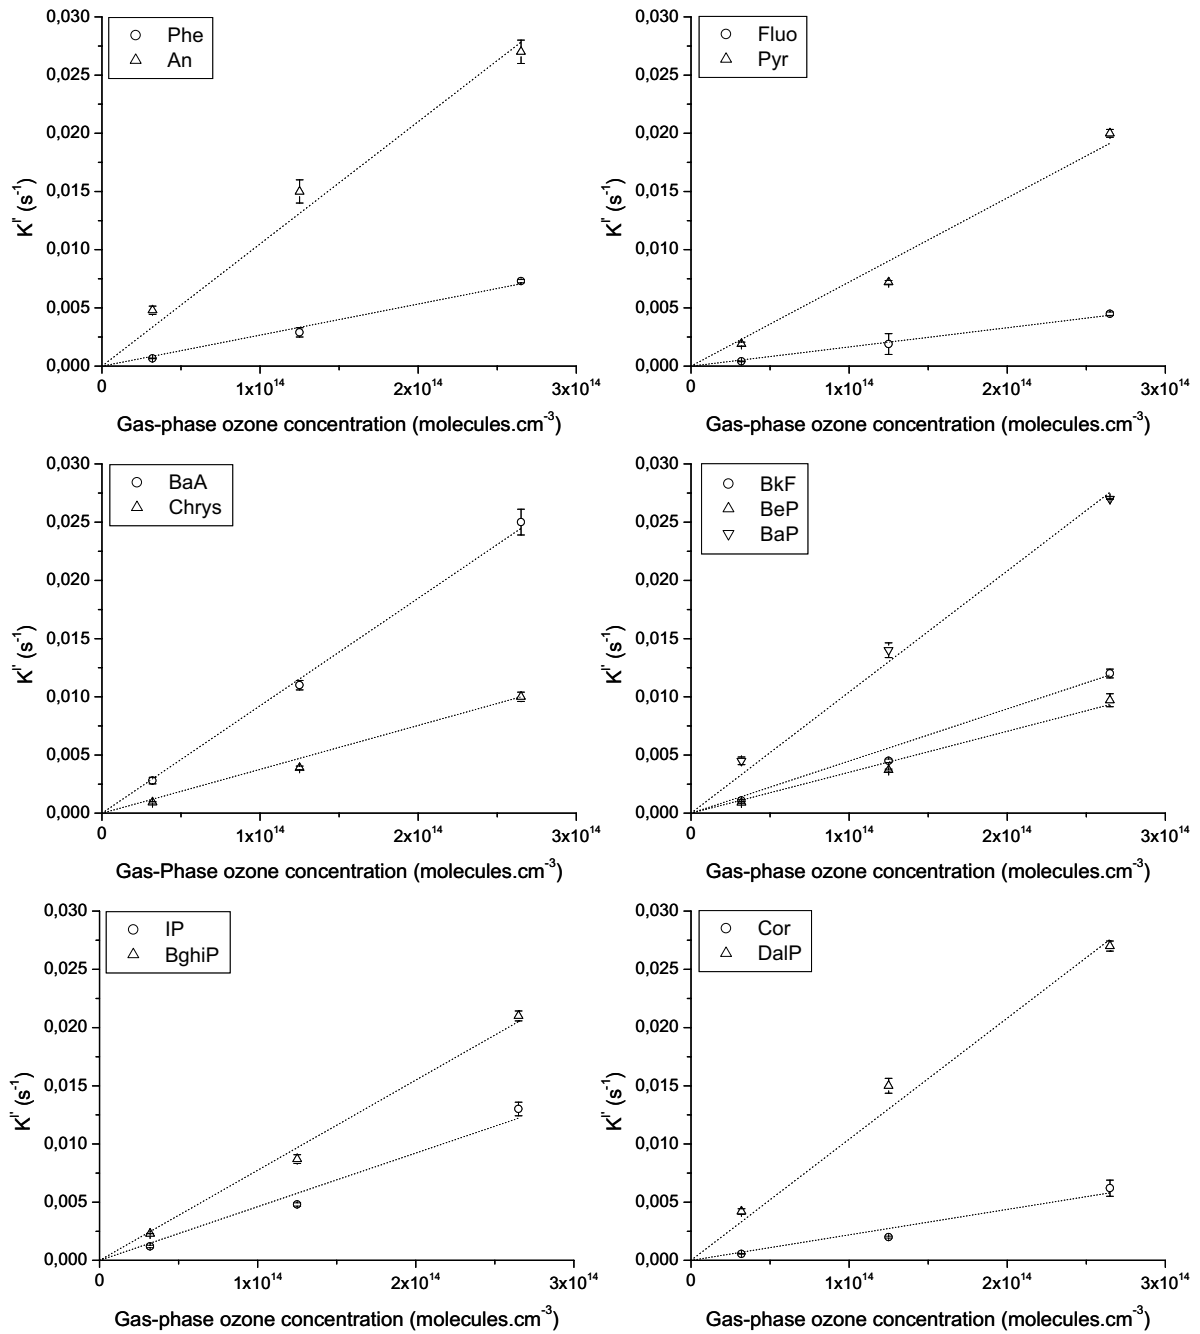 0,030
0,025
0,020
0,015
0,010
0,005
0,000
K^I' (s^-1)
Phe
An
0 1x10^14 2x10^14 3x10^14
Gas-phase ozone concentration (molecules.cm^-3)
0,030
0,025
0,020
0,015
0,010
0,005
0,000
K^I' (s^-1)
Fluo
Pyr
0 1x10^14 2x10^14 3x10^14
Gas-phase ozone concentration (molecules.cm^-3)
0,030
0,025
0,020
0,015
0,010
0,005
0,000
K^I' (s^-1)
BaA
Chrys
0 1x10^14 2x10^14 3x10^14
Gas-Phase ozone concentration (molecules.cm^-3)
0,030
0,025
0,020
0,015
0,010
0,005
0,000
K^I' (s^-1)
BkF
BeP
BaP
0 1x10^14 2x10^14 3x10^14
Gas-phase ozone concentration (molecules.cm^-3)
0,030
0,025
0,020
0,015
0,010
0,005
0,000
K^I' (s^-1)
IP
BghiP
0 1x10^14 2x10^14 3x10^14
Gas-phase ozone concentration (molecules.cm^-3)
0,030
0,025
0,020
0,015
0,010
0,005
0,000
K^I' (s^-1)
Cor
DalP
0 1x10^14 2x10^14 3x10^14
Gas-phase ozone concentration (molecules.cm^-3)